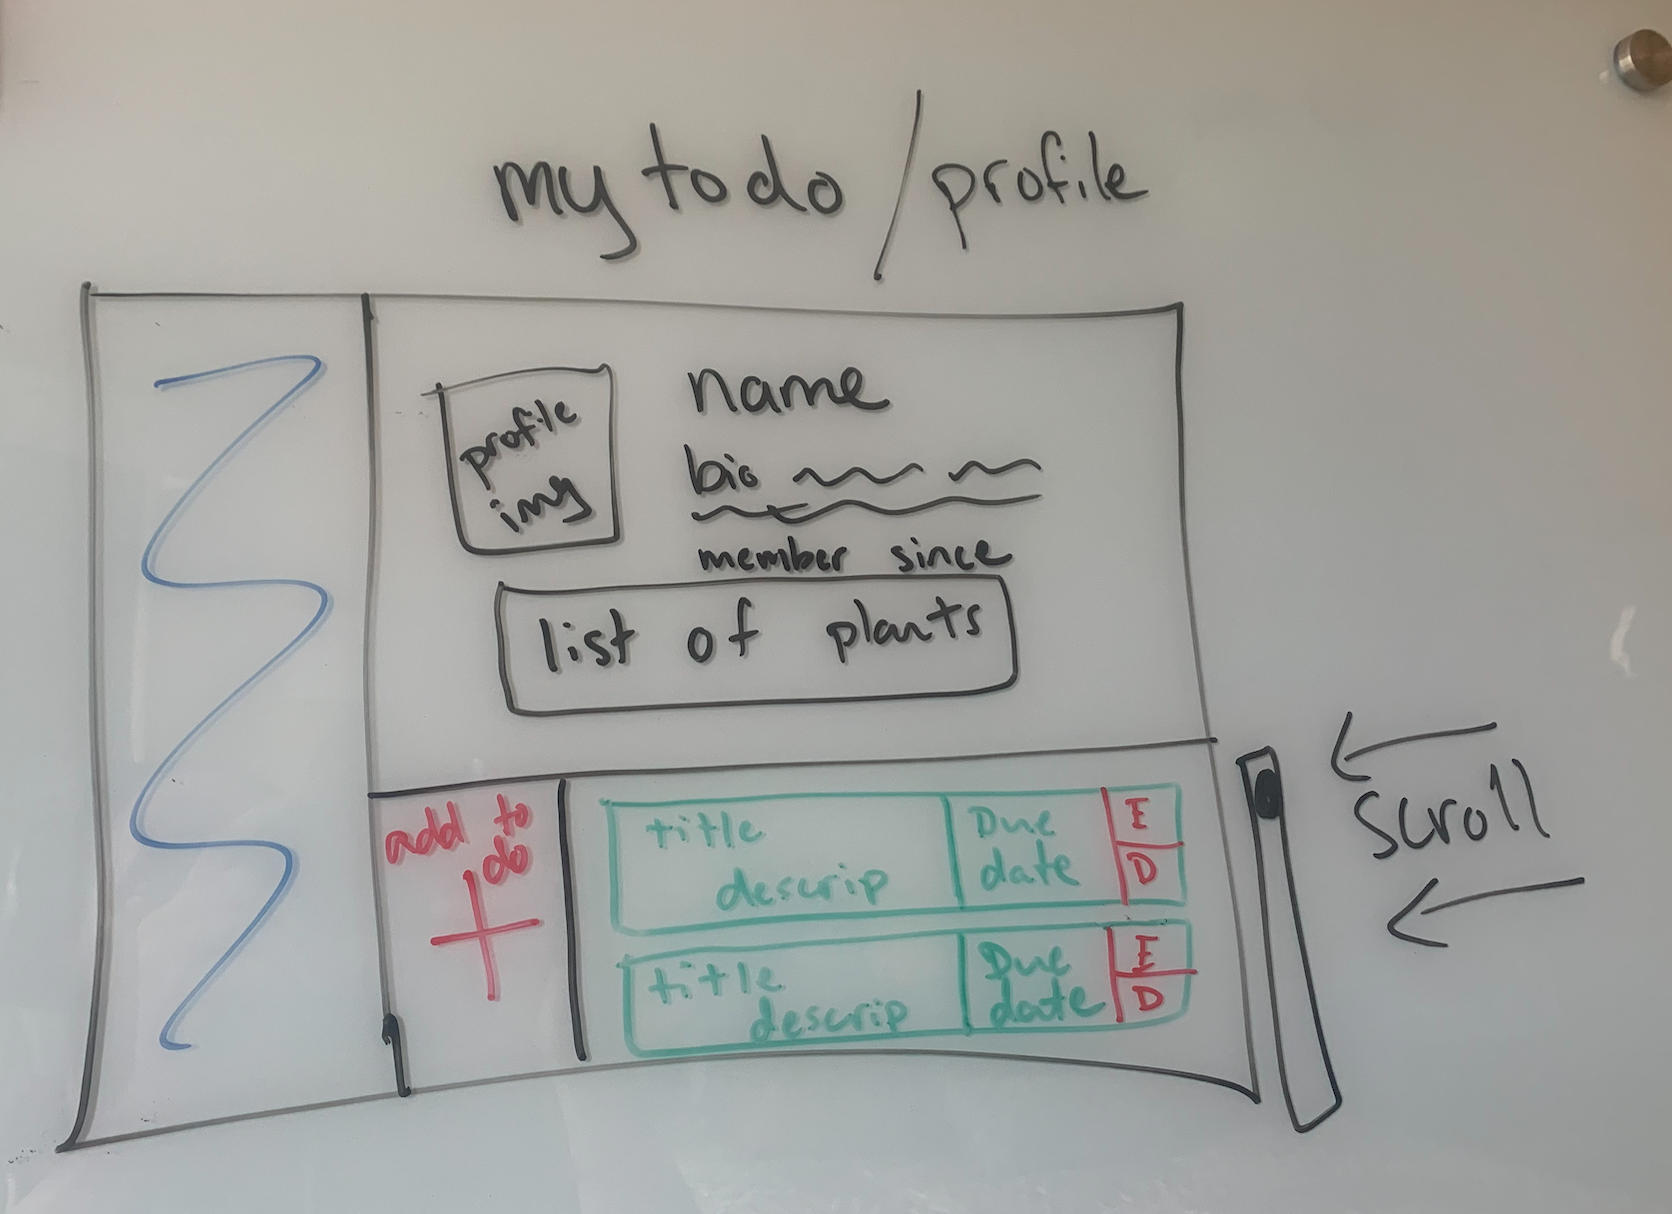 my todo / profile
profile
img
name
bio
member since
list of plants
add to
do
title
descrip
Due
date
E
D
title
descrip
Due
date
E
D
scroll